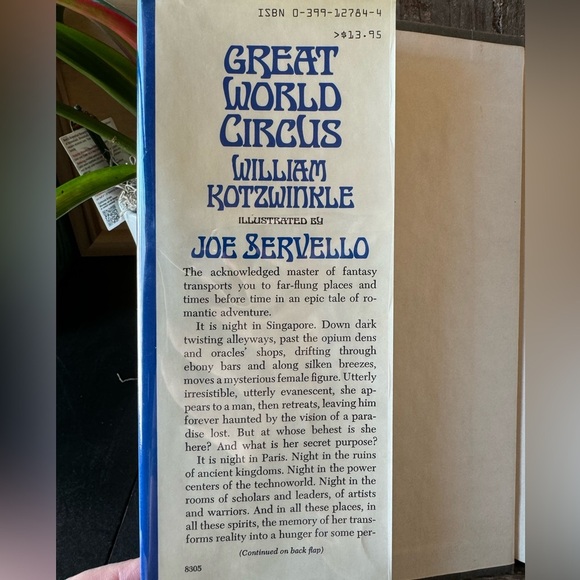 ISBN 0-399-12784-4
>$13.95
GREAT
WORLD
CIRCUS
WILLIAM
KOTZWINKLE
ILLUSTRATED BY
JOE SERVELLO
The acknowledged master of fantasy
transports you to far-flung places and
times before time in an epic tale of ro-
mantic adventure.
It is night in Singapore. Down dark
twisting alleyways, past the opium dens
and oracles' shops, drifting through
ebony bars and along silken breezes,
moves a mysterious female figure. Utterly
irresistible, utterly evanescent, she ap-
pears to a man, then retreats, leaving him
forever haunted by the vision of a para-
dise lost. But at whose behest is she
here? And what is her secret purpose?
It is night in Paris. Night in the ruins
of ancient kingdoms. Night in the power
centers of the technoworld. Night in the
rooms of scholars and leaders, of artists
and warriors. And in all these places, in
all these spirits, the memory of her trans-
forms reality into a hunger for some per-
(Continued on back flap)
8305